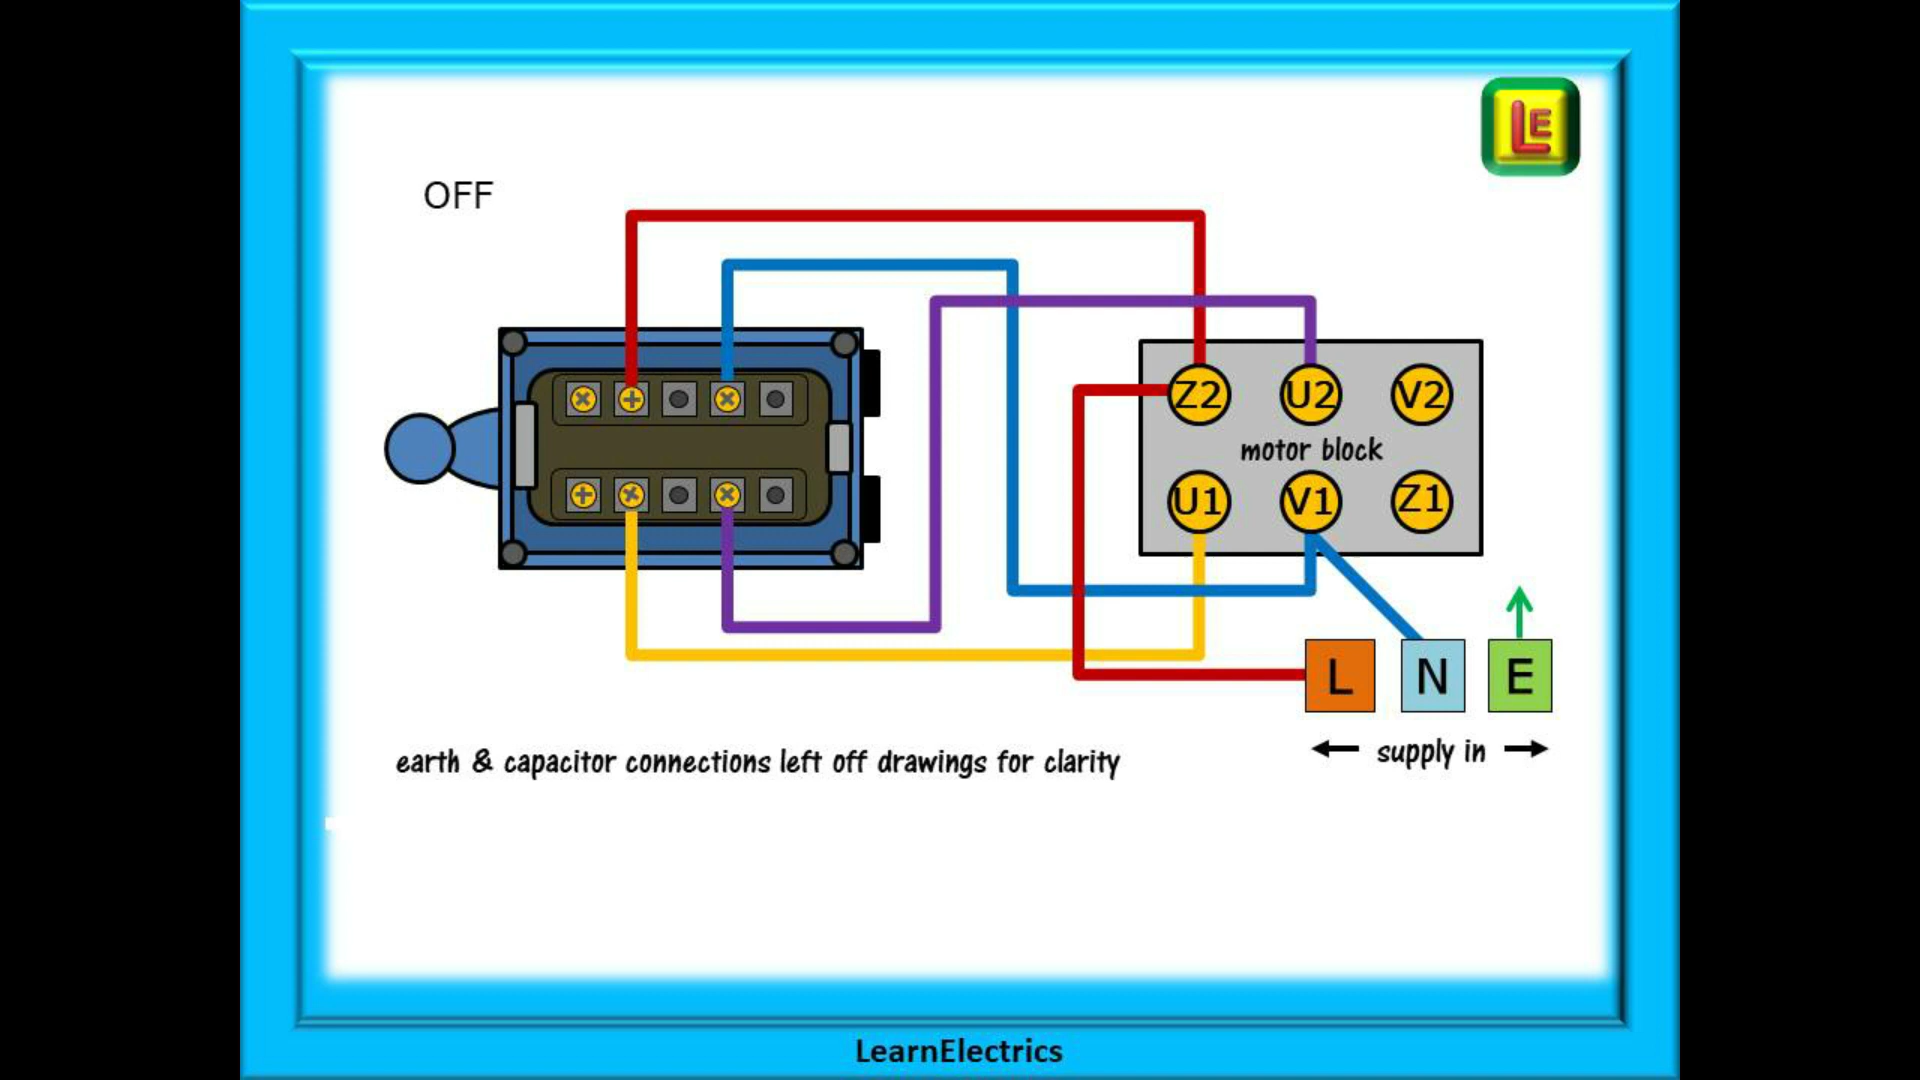 LE
OFF
Z2 U2 V2
motor block
U1 V1 Z1
L N E
supply in
earth & capacitor connections left off drawings for clarity
LearnElectrics